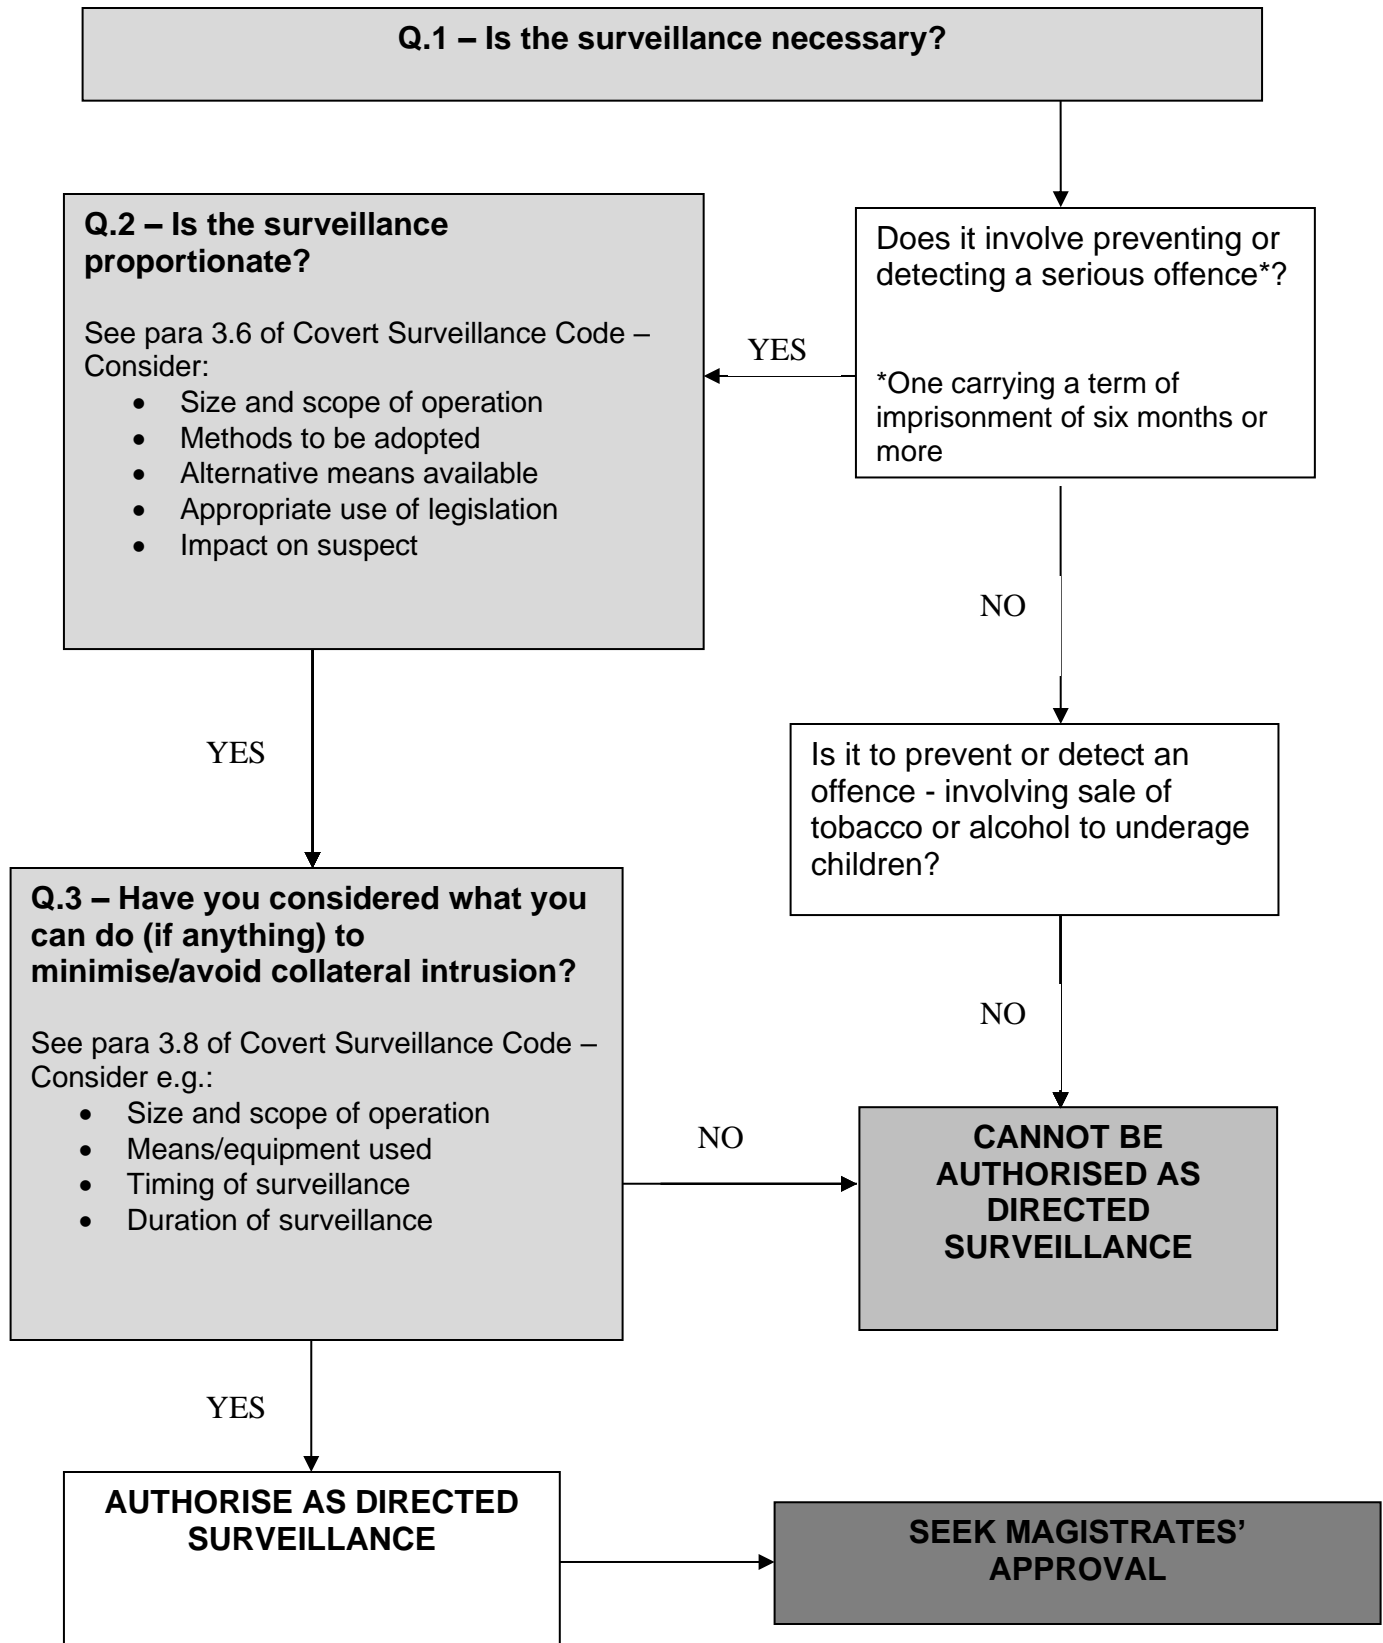 Q.1 – Is the surveillance necessary?
Q.2 – Is the surveillance
proportionate?
See para 3.6 of Covert Surveillance Code –
Consider:
• Size and scope of operation
• Methods to be adopted
• Alternative means available
• Appropriate use of legislation
• Impact on suspect
YES
Does it involve preventing or
detecting a serious offence*?
*One carrying a term of
imprisonment of six months or
more
NO
YES
Is it to prevent or detect an
offence - involving sale of
tobacco or alcohol to underage
children?
Q.3 – Have you considered what you
can do (if anything) to
minimise/avoid collateral intrusion?
See para 3.8 of Covert Surveillance Code –
Consider e.g.:
• Size and scope of operation
• Means/equipment used
• Timing of surveillance
• Duration of surveillance
NO
NO
CANNOT BE
AUTHORISED AS
DIRECTED
SURVEILLANCE
YES
AUTHORISE AS DIRECTED
SURVEILLANCE
SEEK MAGISTRATES’
APPROVAL